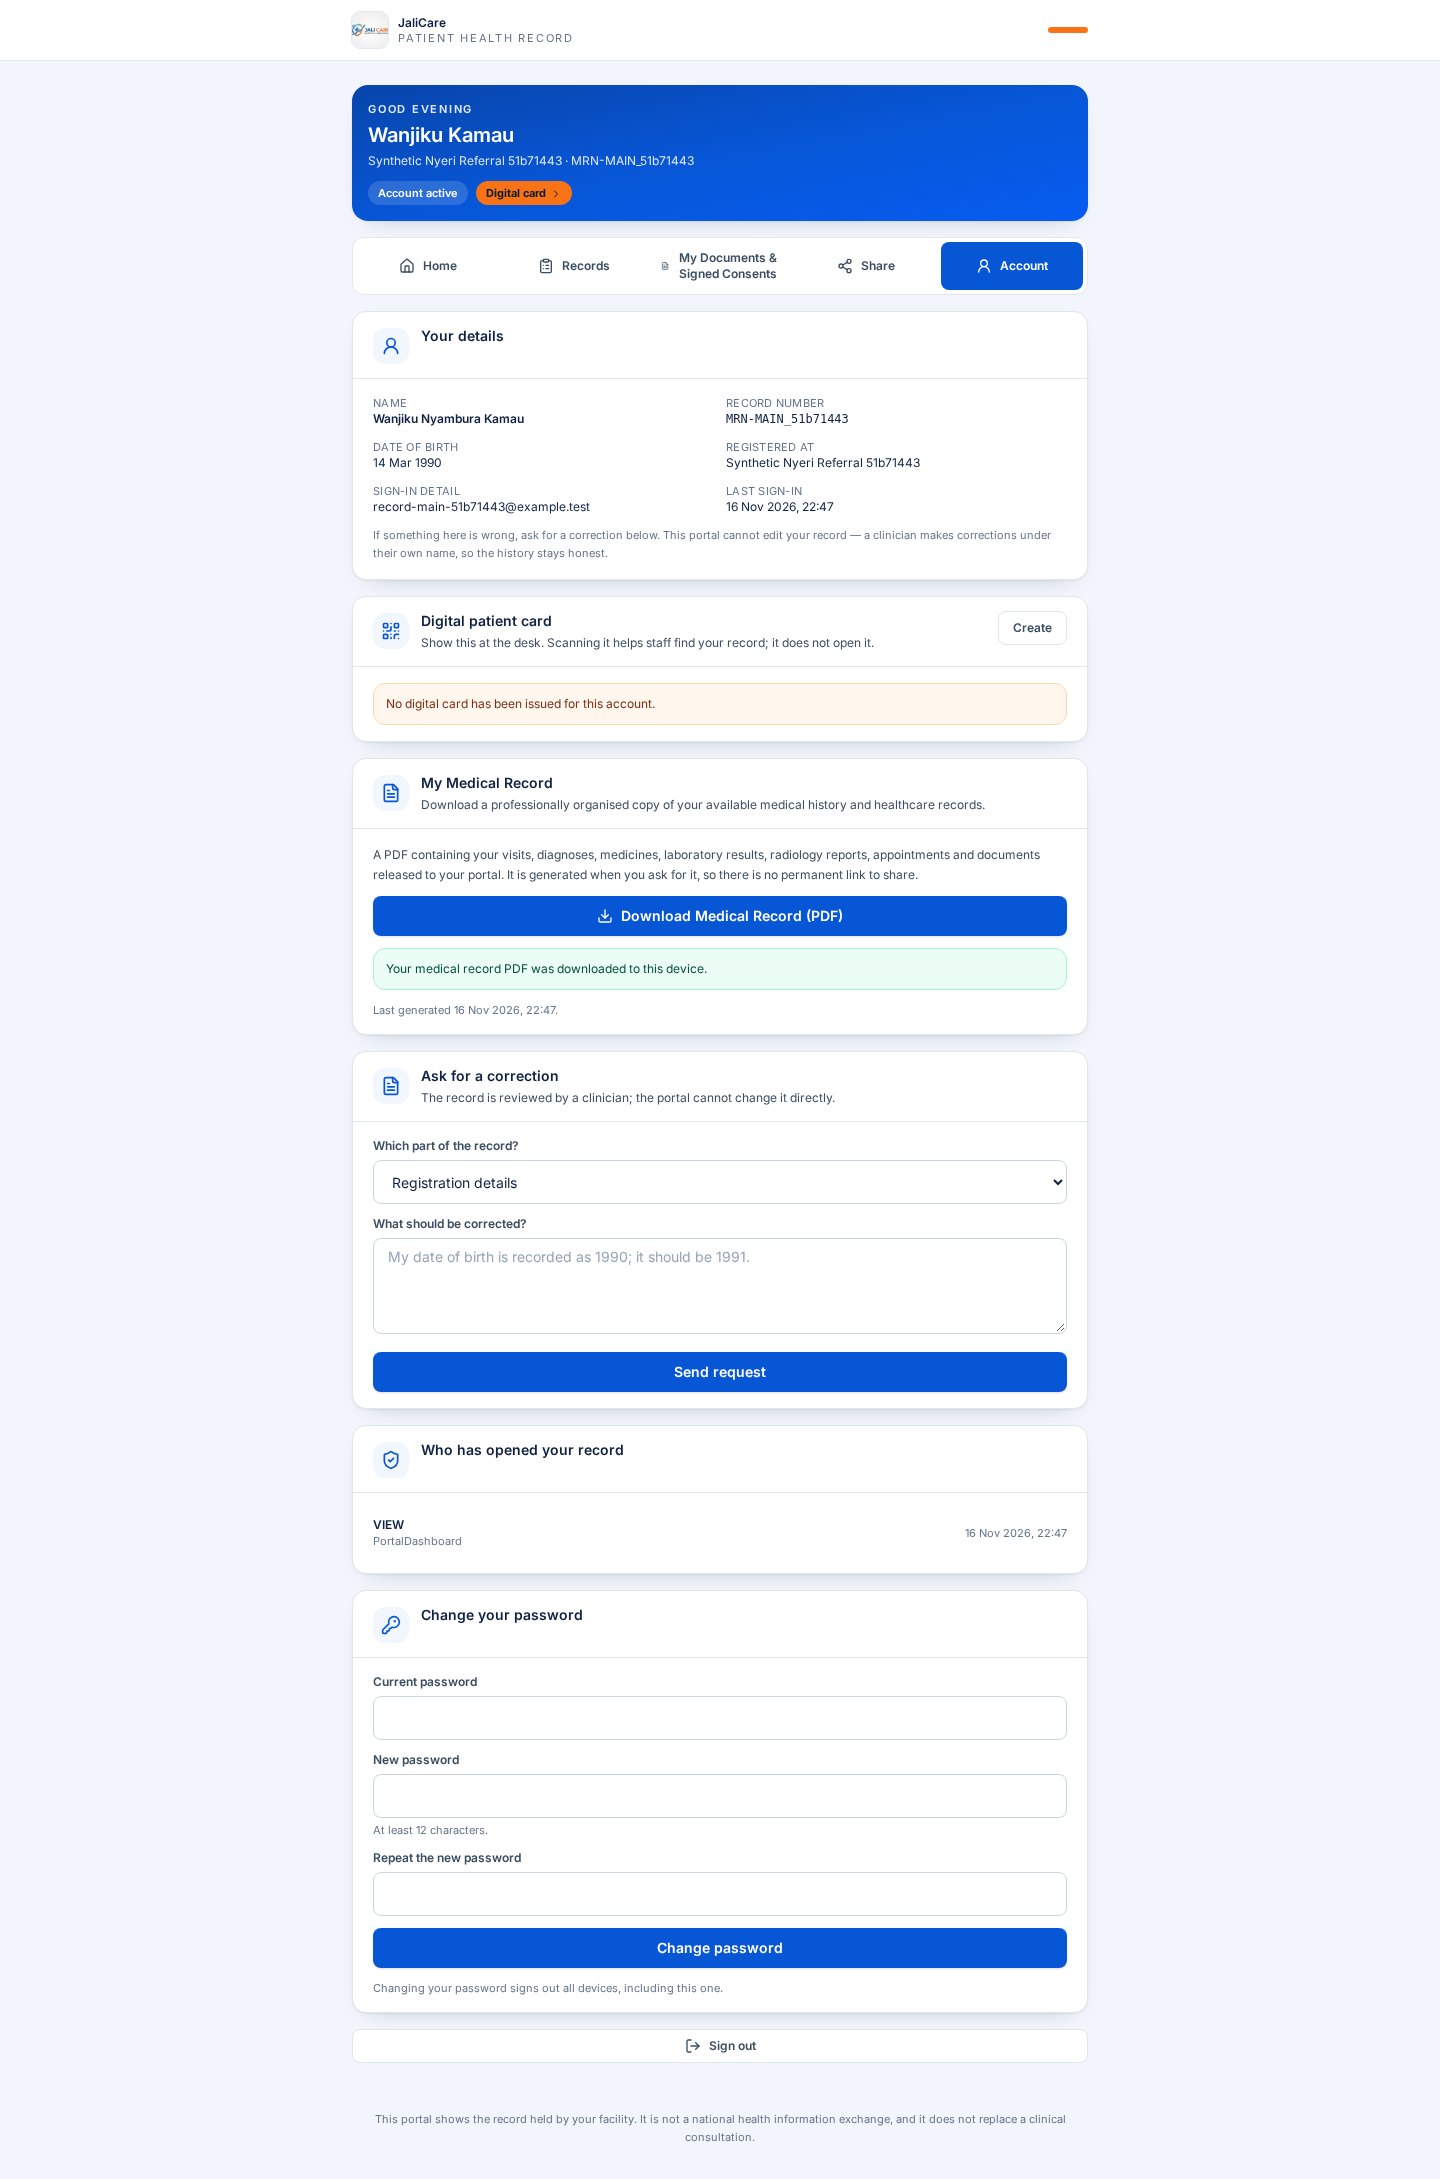 JALI CARE
JaliCare
PATIENT HEALTH RECORD
GOOD EVENING
Wanjiku Kamau
Synthetic Nyeri Referral 51b71443 · MRN-MAIN_51b71443
Account active
Digital card
Home
Records
My Documents &
Signed Consents
Share
Account
Your details
NAME
Wanjiku Nyambura Kamau
RECORD NUMBER
MRN-MAIN_51b71443
DATE OF BIRTH
14 Mar 1990
REGISTERED AT
Synthetic Nyeri Referral 51b71443
SIGN-IN DETAIL
record-main-51b71443@example.test
LAST SIGN-IN
16 Nov 2026, 22:47
If something here is wrong, ask for a correction below. This portal cannot edit your record — a clinician makes corrections under
their own name, so the history stays honest.
Digital patient card
Show this at the desk. Scanning it helps staff find your record; it does not open it.
Create
No digital card has been issued for this account.
My Medical Record
Download a professionally organised copy of your available medical history and healthcare records.
A PDF containing your visits, diagnoses, medicines, laboratory results, radiology reports, appointments and documents
released to your portal. It is generated when you ask for it, so there is no permanent link to share.
Download Medical Record (PDF)
Your medical record PDF was downloaded to this device.
Last generated 16 Nov 2026, 22:47.
Ask for a correction
The record is reviewed by a clinician; the portal cannot change it directly.
Which part of the record?
Registration details
What should be corrected?
My date of birth is recorded as 1990; it should be 1991.
Send request
Who has opened your record
VIEW
PortalDashboard
16 Nov 2026, 22:47
Change your password
Current password
New password
At least 12 characters.
Repeat the new password
Change password
Changing your password signs out all devices, including this one.
Sign out
This portal shows the record held by your facility. It is not a national health information exchange, and it does not replace a clinical
consultation.